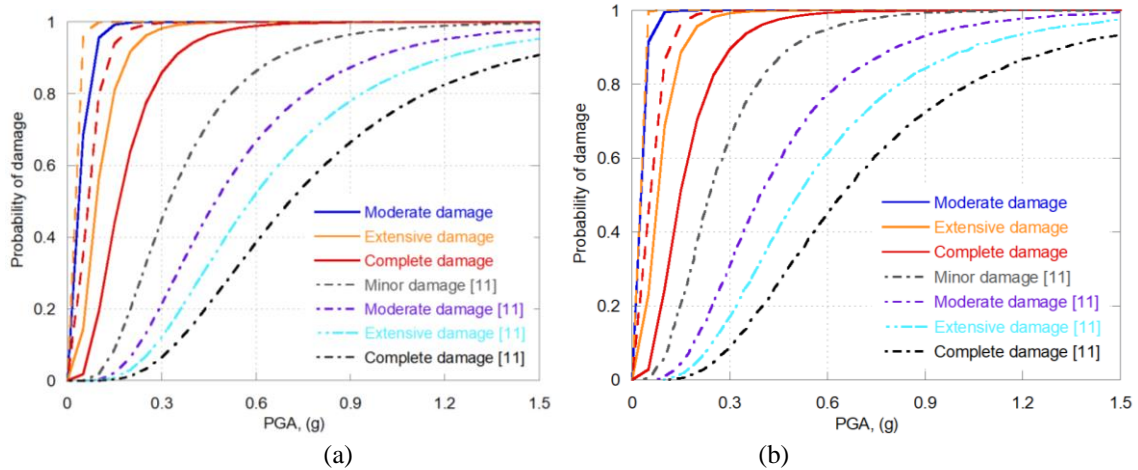 Probability of damage
1
0.8
0.6
0.4
0.2
0
Moderate damage
Extensive damage
Complete damage
Minor damage [11]
Moderate damage [11]
Extensive damage [11]
Complete damage [11]
0 0.3 0.6 0.9 1.2 1.5
PGA, (g)
(a)
Probability of damage
1
0.8
0.6
0.4
0.2
0
Moderate damage
Extensive damage
Complete damage
Minor damage [11]
Moderate damage [11]
Extensive damage [11]
Complete damage [11]
0 0.3 0.6 0.9 1.2 1.5
PGA, (g)
(b)